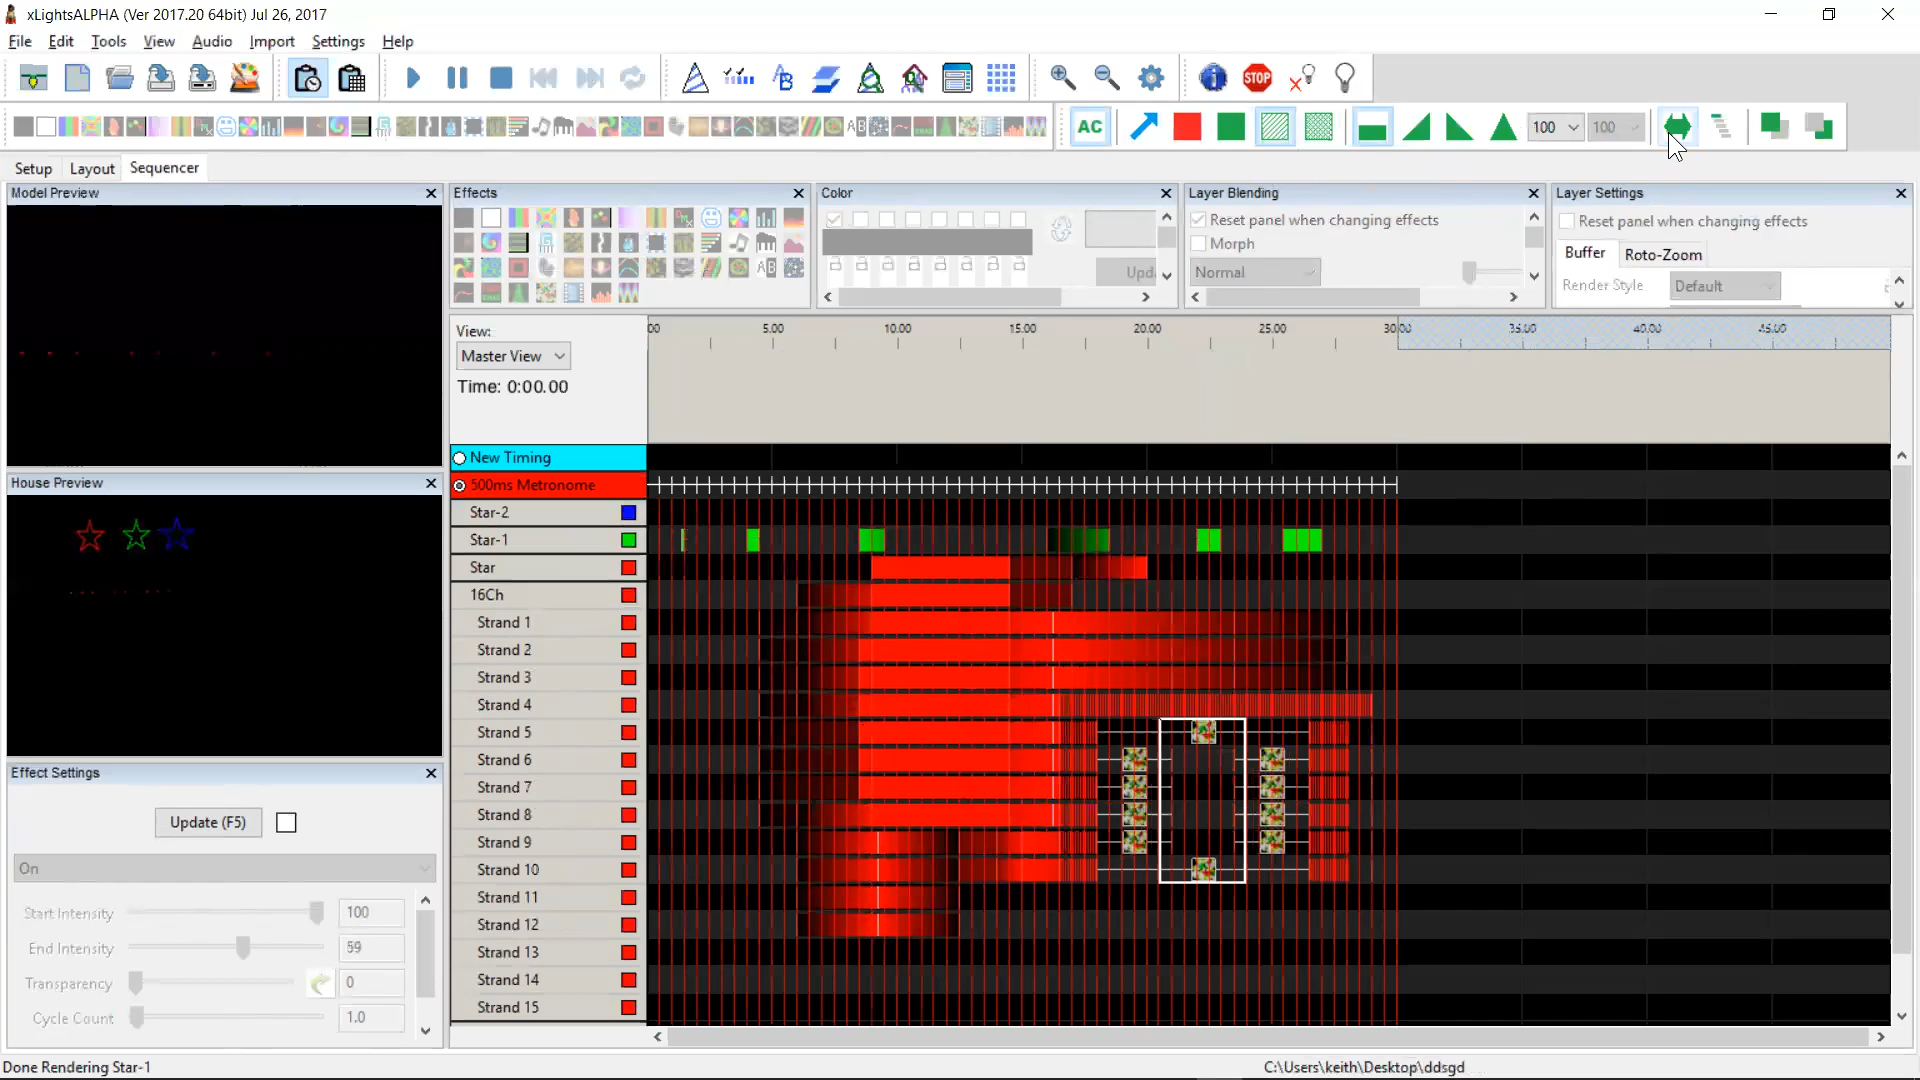 xLightsALPHA (Ver 2017.20 64bit) Jul 26, 2017
File Edit Tools View Audio Import Settings Help
AC 100 100
Setup Layout Sequencer
Model Preview
Effects
Color
Upda
Layer Blending
Reset panel when changing effects
Morph
Normal
Layer Settings
Reset panel when changing effects
Buffer Roto-Zoom
Render Style Default
View:
Master View
Time: 0:00.00
00 5.00 10.00 15.00 20.00 25.00 30.00 35.00 40.00 45.00
New Timing
500ms Metronome
Star-2
Star-1
Star
16Ch
Strand 1
Strand 2
Strand 3
Strand 4
Strand 5
Strand 6
Strand 7
Strand 8
Strand 9
Strand 10
Strand 11
Strand 12
Strand 13
Strand 14
Strand 15
House Preview
Effect Settings
Update (F5)
On
Start Intensity 100
End Intensity 59
Transparency 0
Cycle Count 1.0
Done Rendering Star-1
C:\Users\keith\Desktop\ddsgd